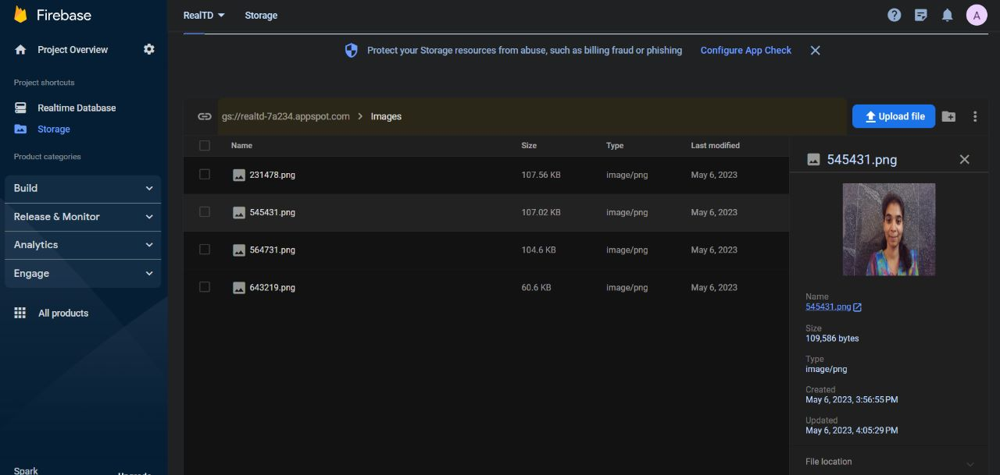 Firebase
RealTD
Storage
A
Project Overview
Protect your Storage resources from abuse, such as billing fraud or phishing
Configure App Check
Project shortcuts
Realtime Database
Storage
Product categories
Build
Release & Monitor
Analytics
Engage
All products
Spark
Upgrade
gs://realtd-7a234.appspot.com > Images
Upload file
Name Size Type Last modified
231478.png 107.56 KB image/png May 6, 2023
545431.png 107.02 KB image/png May 6, 2023
564731.png 104.6 KB image/png May 6, 2023
643219.png 60.6 KB image/png May 6, 2023
545431.png
Name
545431.png
Size
109,586 bytes
Type
image/png
Created
May 6, 2023, 3:56:55 PM
Updated
May 6, 2023, 4:05:29 PM
File location